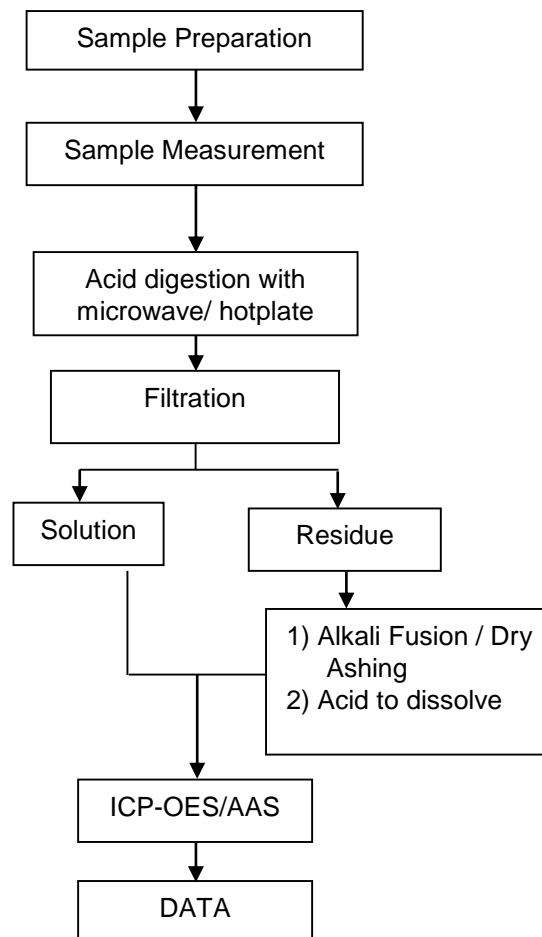 Sample Preparation
Sample Measurement
Acid digestion with
microwave/ hotplate
Filtration
Solution
Residue
1) Alkali Fusion / Dry
Ashing
2) Acid to dissolve
ICP-OES/AAS
DATA